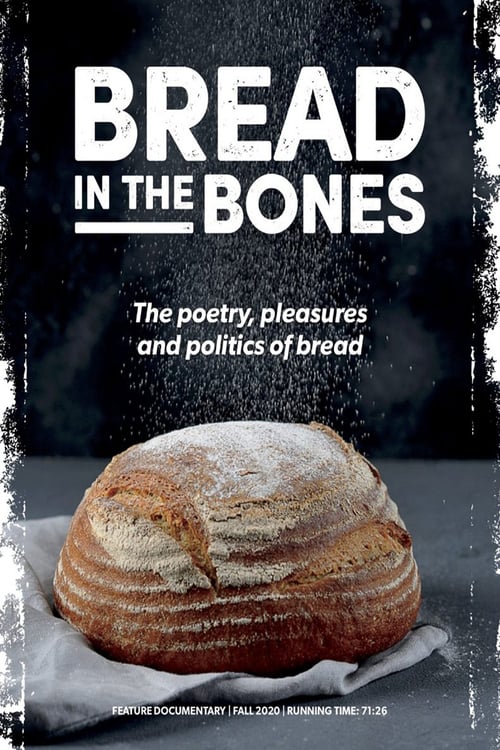 BREAD
IN THE BONES
The poetry, pleasures
and politics of bread
FEATURE DOCUMENTARY | FALL 2020 | RUNNING TIME: 71:26